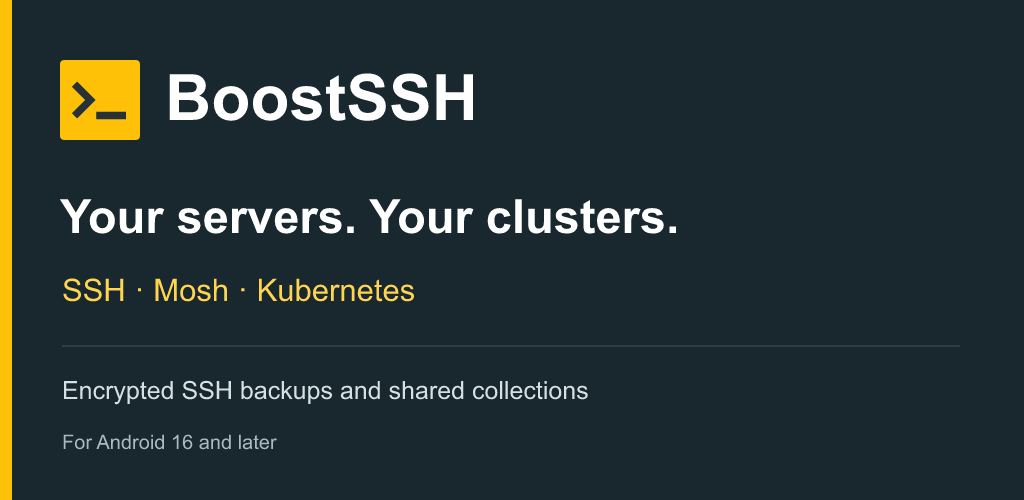 BoostSSH
Your servers. Your clusters.
SSH · Mosh · Kubernetes
Encrypted SSH backups and shared collections
For Android 16 and later